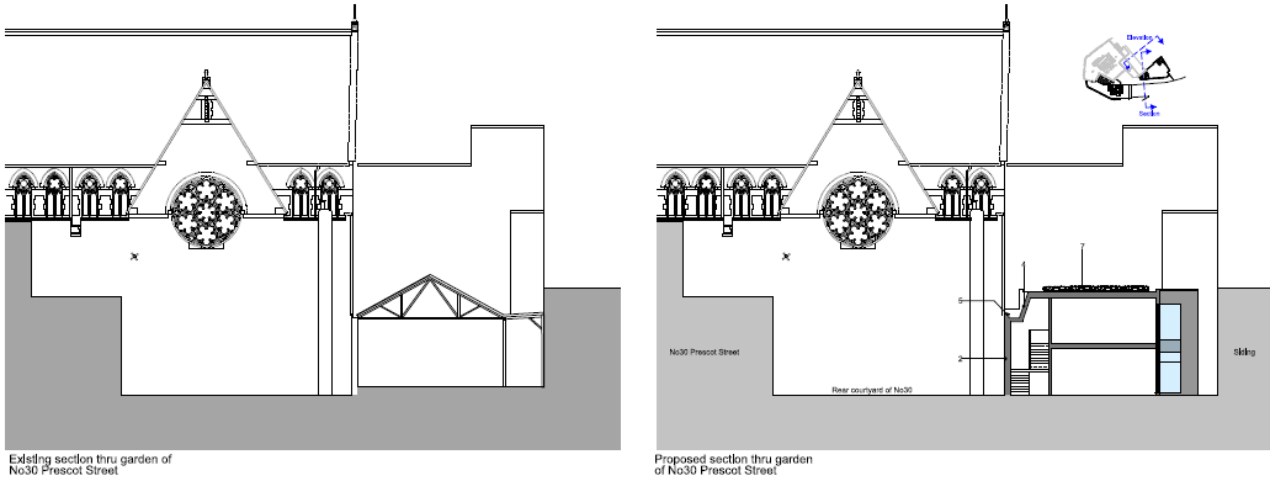 Elevation
Section
7
4
5
No30 Prescot Street
2
Siding
Rear courtyard of No30
Existing section thru garden of
No30 Prescot Street
Proposed section thru garden
of No30 Prescot Street